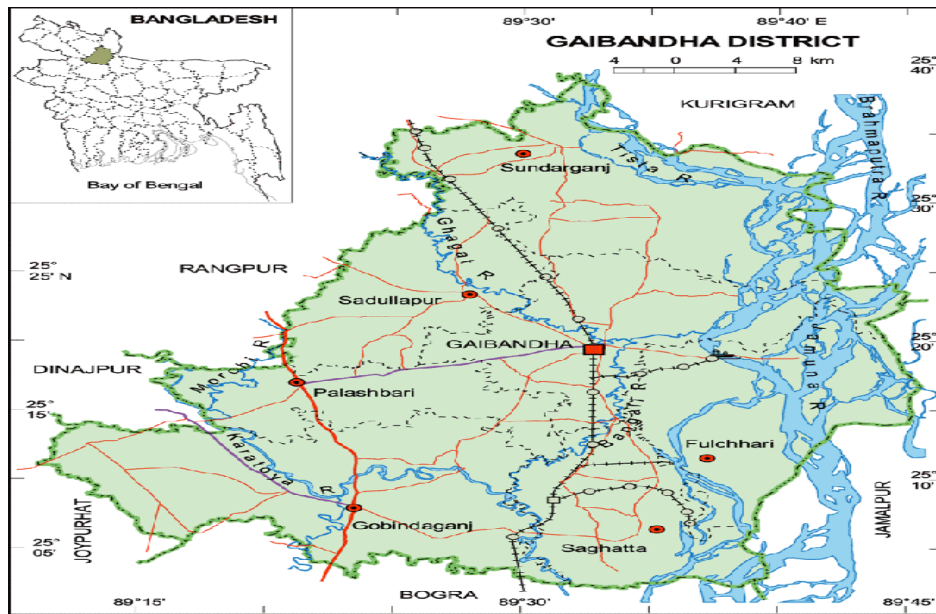 BANGLADESH
Bay of Bengal
89°30'
89°40' E
GAIBANDHA DISTRICT
4 0 4 8 km
25°
40'
KURIGRAM
Brahmaputra R
Tista R
Sundarganj
25°
30'
Ghagat R
RANGPUR
25°
25' N
Sadullapur
GAIBANDHA
25°
20'
Jamuna R
DINAJPUR
Morobi R
Palashbari
25°
15'
Bangali R
Fulchhari
Karatoya R
25°
10'
JOYPURHAT
JAMALPUR
Gobindaganj
Saghatta
25°
05'
BOGRA
89°15'
89°30'
89°45'